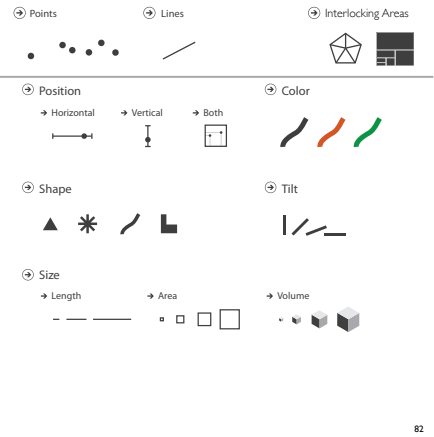 Points
Lines
Interlocking Areas
Position
Color
Horizontal
Vertical
Both
Shape
Tilt
Size
Length
Area
Volume
82